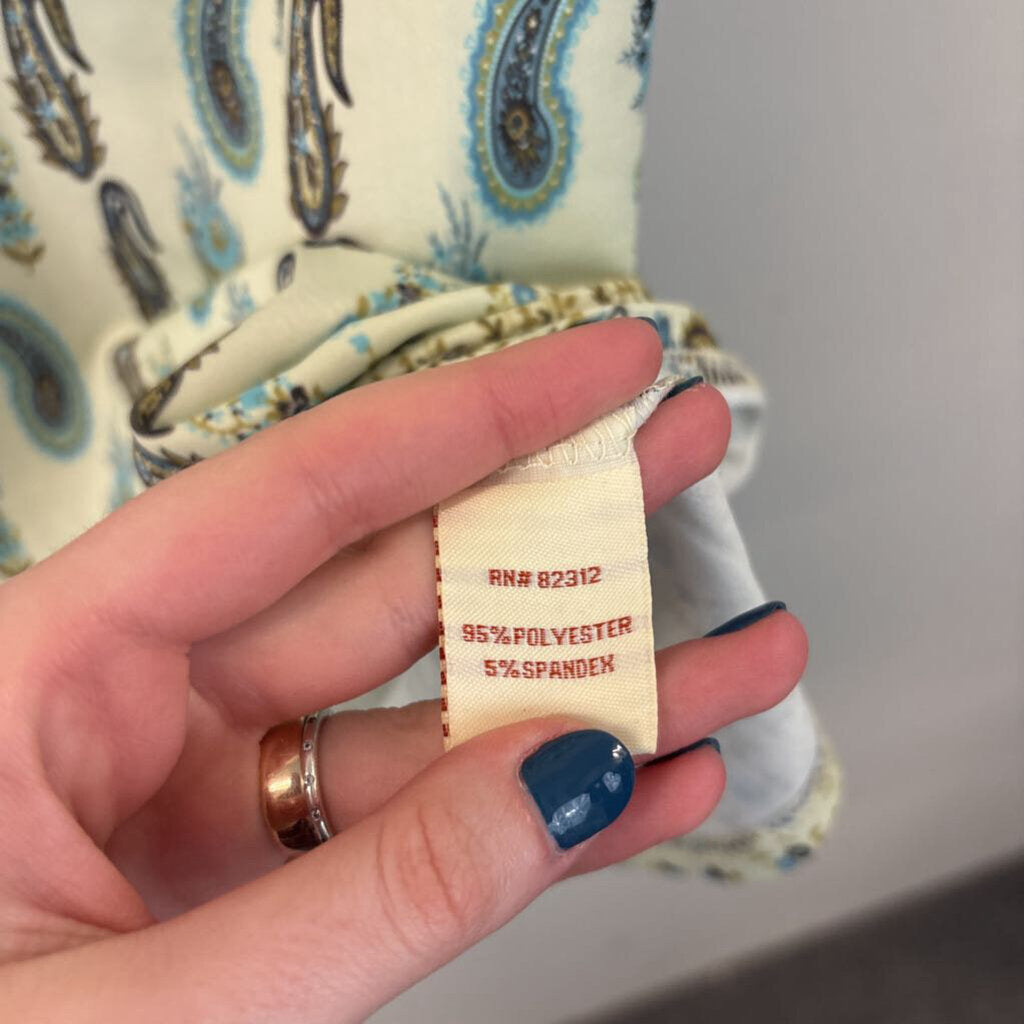 RN# 82312
95%POLYESTER
5%SPANDEX